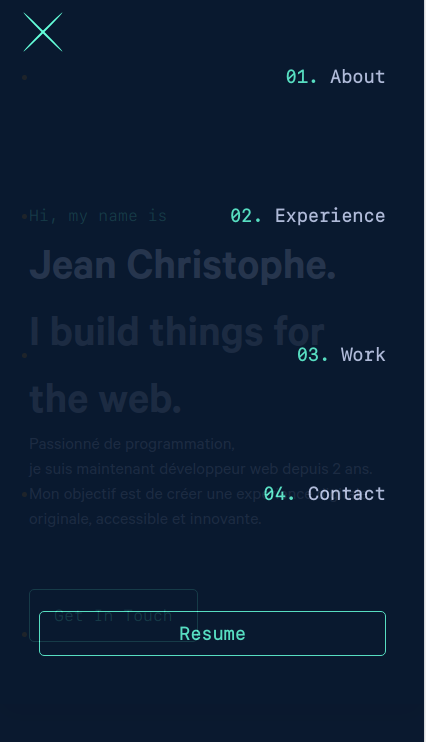 01. About
Hi, my name is
02. Experience
Jean Christophe.
I build things for
03. Work
the web.
Passionné de programmation,
je suis maintenant développeur web depuis 2 ans.
Mon objectif est de créer une
04. Contact
originale, accessible et innovante.
Get In Touch
Resume